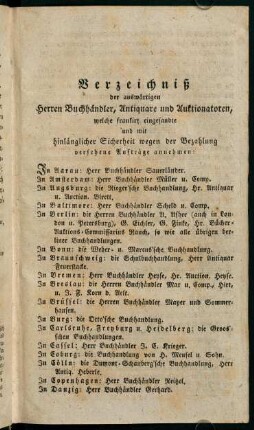 Verzeichniß
der auswärtigen
Herren Buchhändler, Antiquare und Auktionatoren,
welche frankirt eingesandte
und mit
hinlänglicher Sicherheit wegen der Bezahlung
versehene Aufträge annehmen:
In Aarau: Herr Buchhändler Sauerländer.
In Amsterdam: Herr Buchhändler Müller u. Comp.
In Augsburg: die Rieger'sche Buchhandlung, Hr. Antiquar
u. Auction. Birett.
In Baltimore: Herr Buchhändler Scheld u. Comp.
In Berlin: die Herren Buchhändler A. Asher (auch in Lon-
don u. Petersburg), G. Eichler, G. Finke, Hr. Bücher-
Auktions-Commissarius Rauch, so wie alle übrigen Ber-
liner Buchhandlungen.
In Bonn: die Weber- u. Marcus'sche Buchhandlung.
In Braunschweig: die Schulbuchhandlung, Herr Antiquar
Feuerstacke.
In Bremen: Herr Buchhändler Heyse, Hr. Auction. Heyse.
In Breslau: die Herren Buchhändler Max u. Comp., Hirt,
u. J. F. Korn d. Aelt.
In Brüssel: die Herren Buchhändler Mayer und Sommer-
hausen.
In Burg: die Otto'sche Buchhandlung.
In Carlsruhe, Freyburg u. Heidelberg: die Groos'-
schen Buchhandlungen.
In Cassel: Herr Buchhändler J. C. Krieger.
In Coburg: die Buchhandlung von H. Meusel u. Sohn.
In Cölln: die Dumont-Schauberg'sche Buchhandlung, Herr
Antiq. Heberle.
In Copenhagen: Herr Buchhändler Reitzel.
In Danzig: Herr Buchhändler Gerhard.